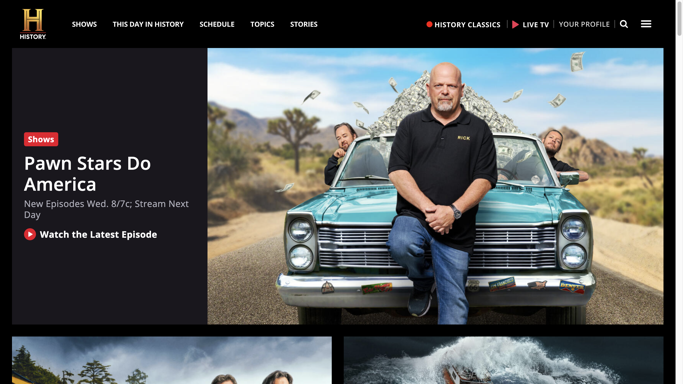 H
HISTORY
SHOWS
THIS DAY IN HISTORY
SCHEDULE
TOPICS
STORIES
HISTORY CLASSICS
LIVE TV
YOUR PROFILE
Shows
Pawn Stars Do
America
New Episodes Wed. 8/7c; Stream Next
Day
Watch the Latest Episode
RICK